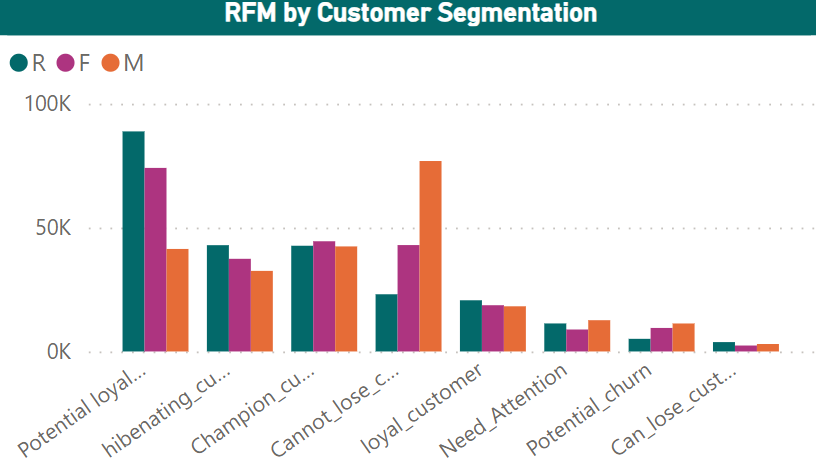 RFM by Customer Segmentation
R F M
100K
50K
0K
Potential loyal...
hibenating_cu...
Champion_cu...
Cannot_lose_c...
loyal_customer
Need_Attention
Potential_churn
Can_lose_cust...